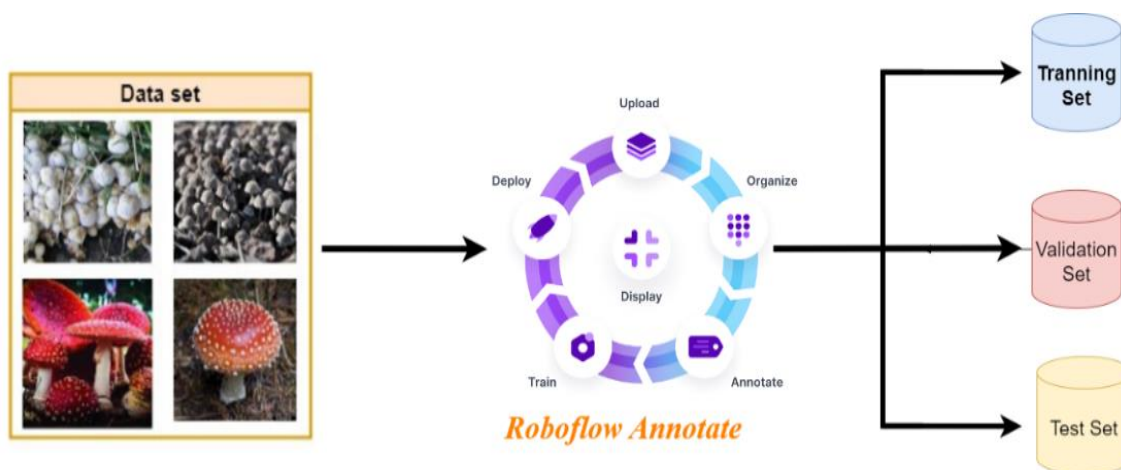 Data set
Upload
Organize
Annotate
Train
Deploy
Display
Roboflow Annotate
Tranning
Set
Validation
Set
Test Set